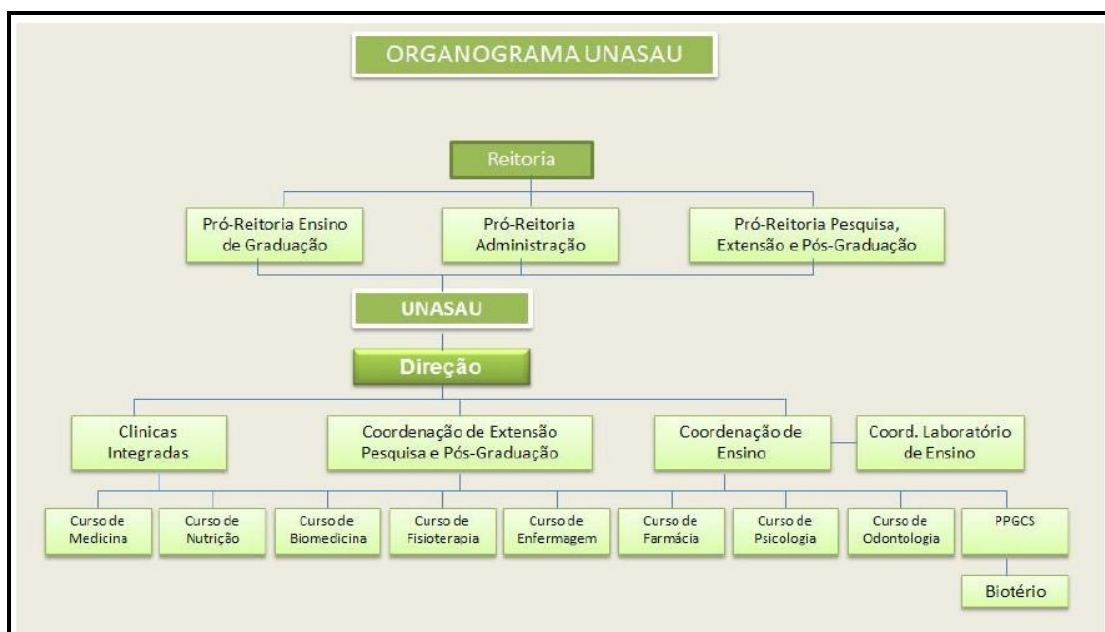 ORGANOGRAMA UNASAU
Reitoria
Pró-Reitoria Ensino
de Graduação
Pró-Reitoria
Administração
Pró-Reitoria Pesquisa,
Extensão e Pós-Graduação
UNASAU
Direção
Clinicas
Integradas
Coordenação de Extensão
Pesquisa e Pós-Graduação
Coordenação de
Ensino
Coord. Laboratório
de Ensino
Curso de
Medicina
Curso de
Nutrição
Curso de
Biomedicina
Curso de
Fisioterapia
Curso de
Enfermagem
Curso de
Farmácia
Curso de
Psicologia
Curso de
Odontologia
PPGCS
Biotério